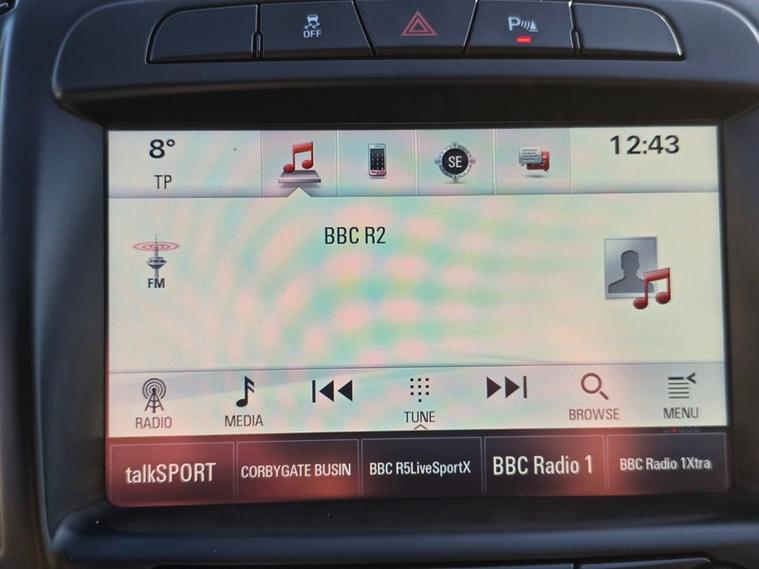 OFF
P
8°
TP
SE
12:43
BBC R2
FM
RADIO
MEDIA
TUNE
BROWSE
MENU
talkSPORT
CORBYGATE BUSIN
BBC R5LiveSportX
BBC Radio 1
BBC Radio 1Xtra